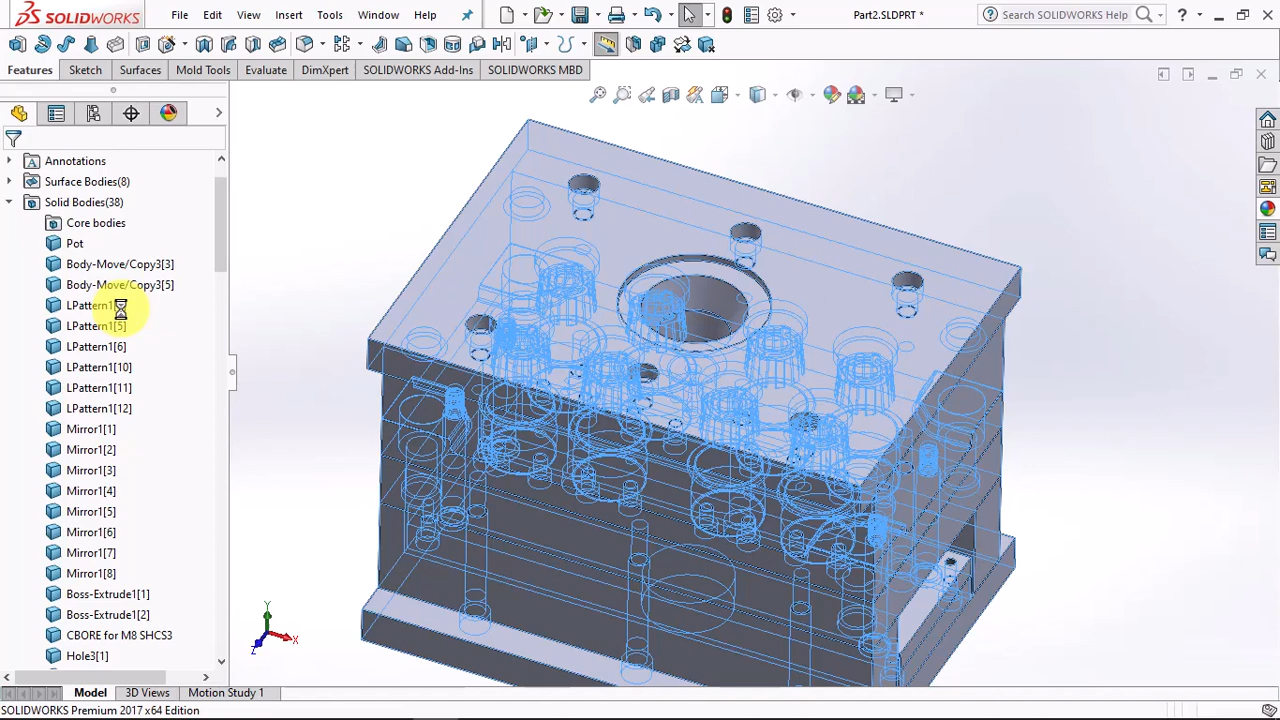 SOLIDWORKS File Edit View Insert Tools Window Help Part2.SLDPRT * Search SOLIDWORKS Help
Features Sketch Surfaces Mold Tools Evaluate DimXpert SOLIDWORKS Add-Ins SOLIDWORKS MBD
Annotations
Surface Bodies(8)
Solid Bodies(38)
Core bodies
Pot
Body-Move/Copy3[3]
Body-Move/Copy3[5]
LPattern1[5]
LPattern1[6]
LPattern1[10]
LPattern1[11]
LPattern1[12]
Mirror1[1]
Mirror1[2]
Mirror1[3]
Mirror1[4]
Mirror1[5]
Mirror1[6]
Mirror1[7]
Mirror1[8]
Boss-Extrude1[1]
Boss-Extrude1[2]
CBORE for M8 SHCS3
Hole3[1]
Y
X
Z
Model 3D Views Motion Study 1
SOLIDWORKS Premium 2017 x64 Edition